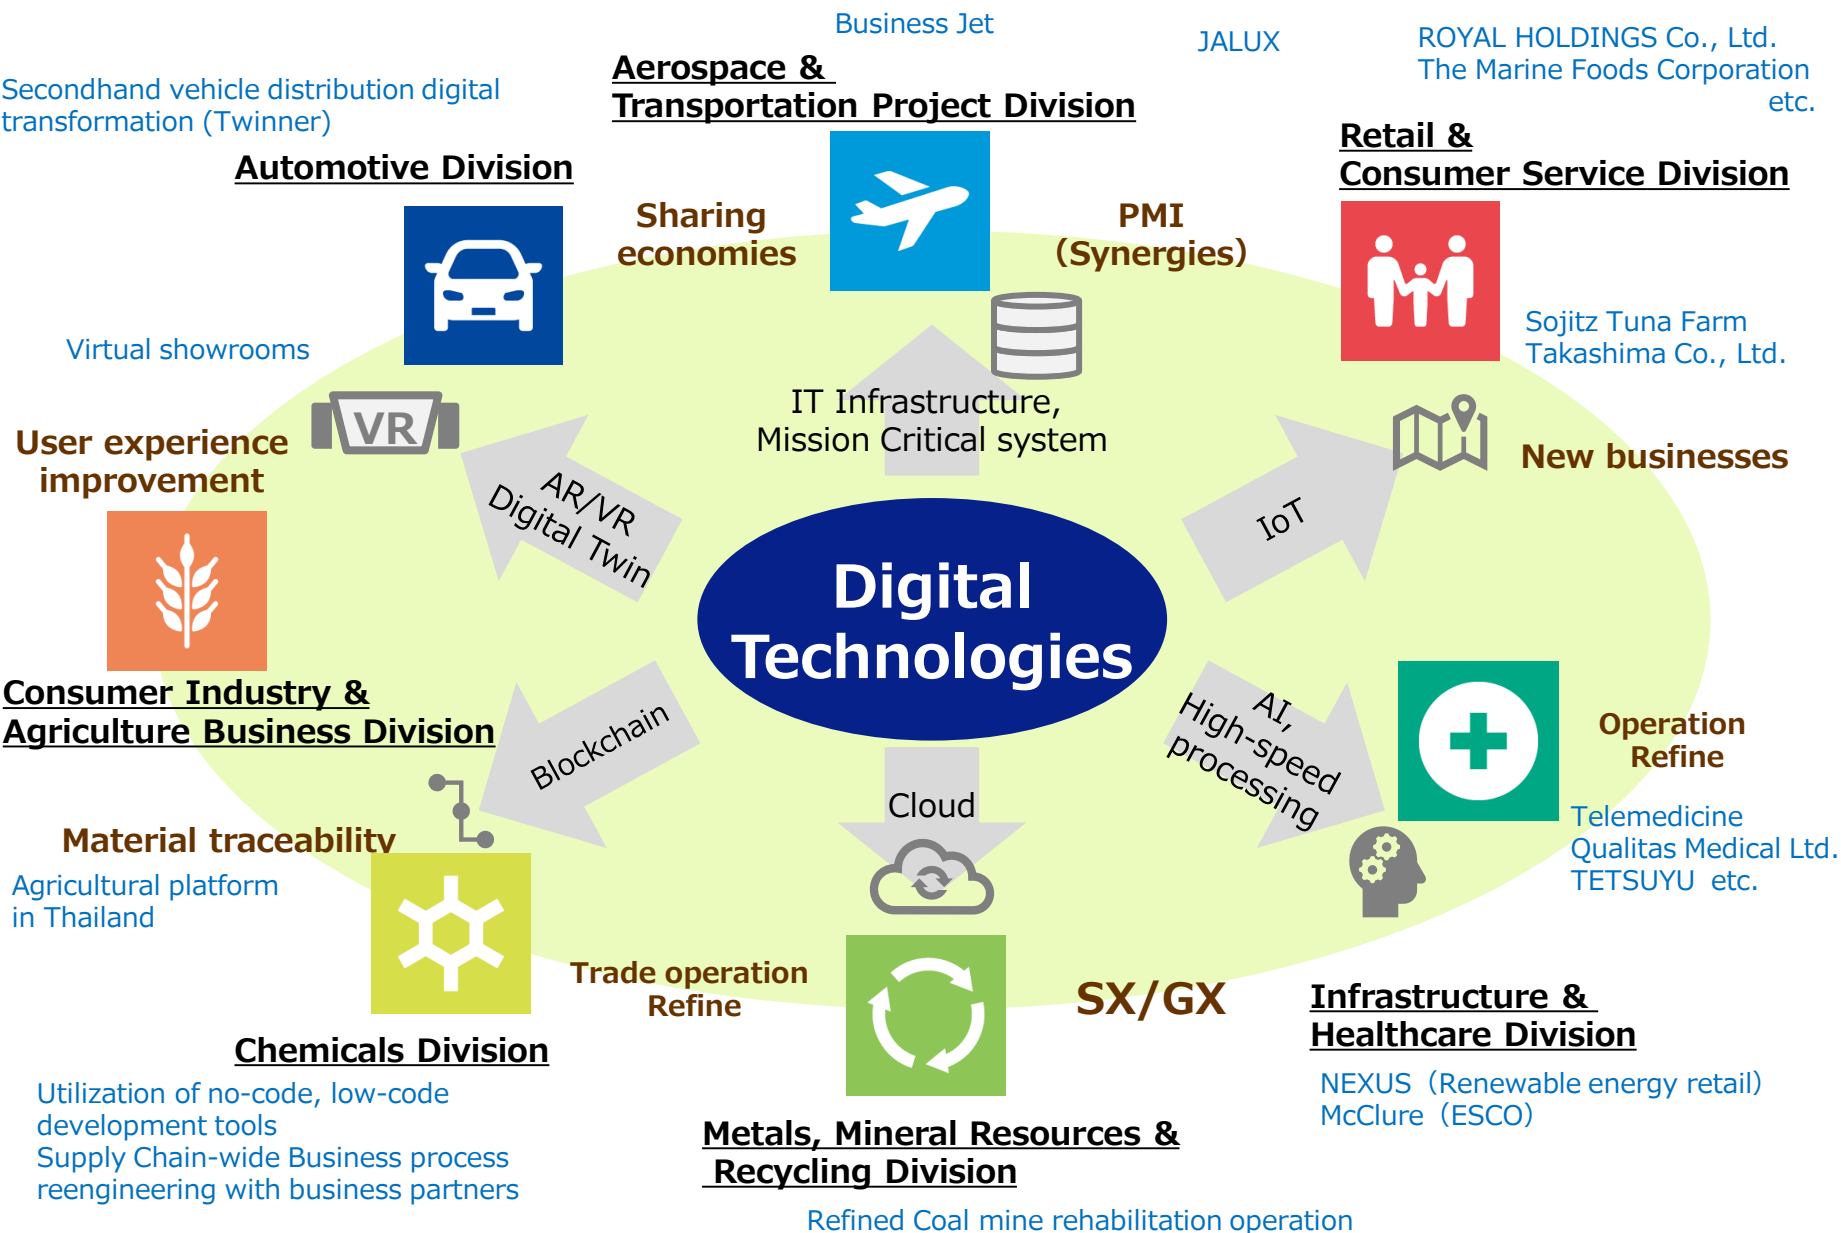 Business Jet
JALUX
ROYAL HOLDINGS Co., Ltd.
The Marine Foods Corporation
etc.
Aerospace &
Transportation Project Division
Secondhand vehicle distribution digital
transformation (Twinner)
Automotive Division
Retail &
Consumer Service Division
Sharing
economies
PMI
(Synergies)
Virtual showrooms
Sojitz Tuna Farm
Takashima Co., Ltd.
VR
User experience
improvement
IT Infrastructure,
Mission Critical system
New businesses
AR/VR
Digital Twin
IoT
Digital
Technologies
Consumer Industry &
Agriculture Business Division
Blockchain
Cloud
AI,
High-speed
processing
Operation
Refine
Material traceability
Agricultural platform
in Thailand
Telemedicine
Qualitas Medical Ltd.
TETSUYU etc.
Trade operation
Refine
SX/GX
Infrastructure &
Healthcare Division
NEXUS (Renewable energy retail)
McClure (ESCO)
Chemicals Division
Utilization of no-code, low-code
development tools
Supply Chain-wide Business process
reengineering with business partners
Metals, Mineral Resources &
Recycling Division
Refined Coal mine rehabilitation operation